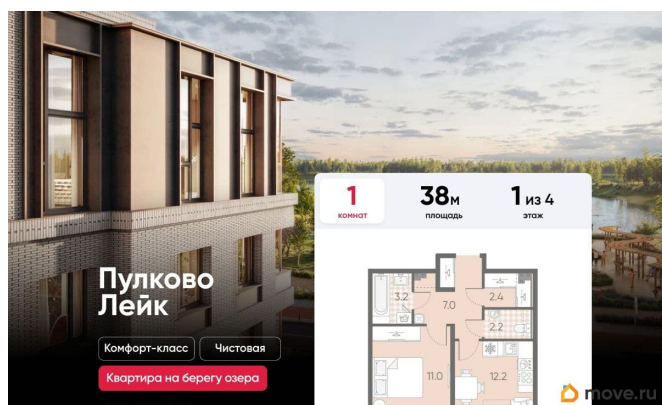 1
комнат
38м
площадь
1 из 4
этаж
Пулково
Лейк
Комфорт-класс
Чистовая
Квартира на берегу озера
3.2
7.0
2.4
2.2
11.0
12.2
move.ru